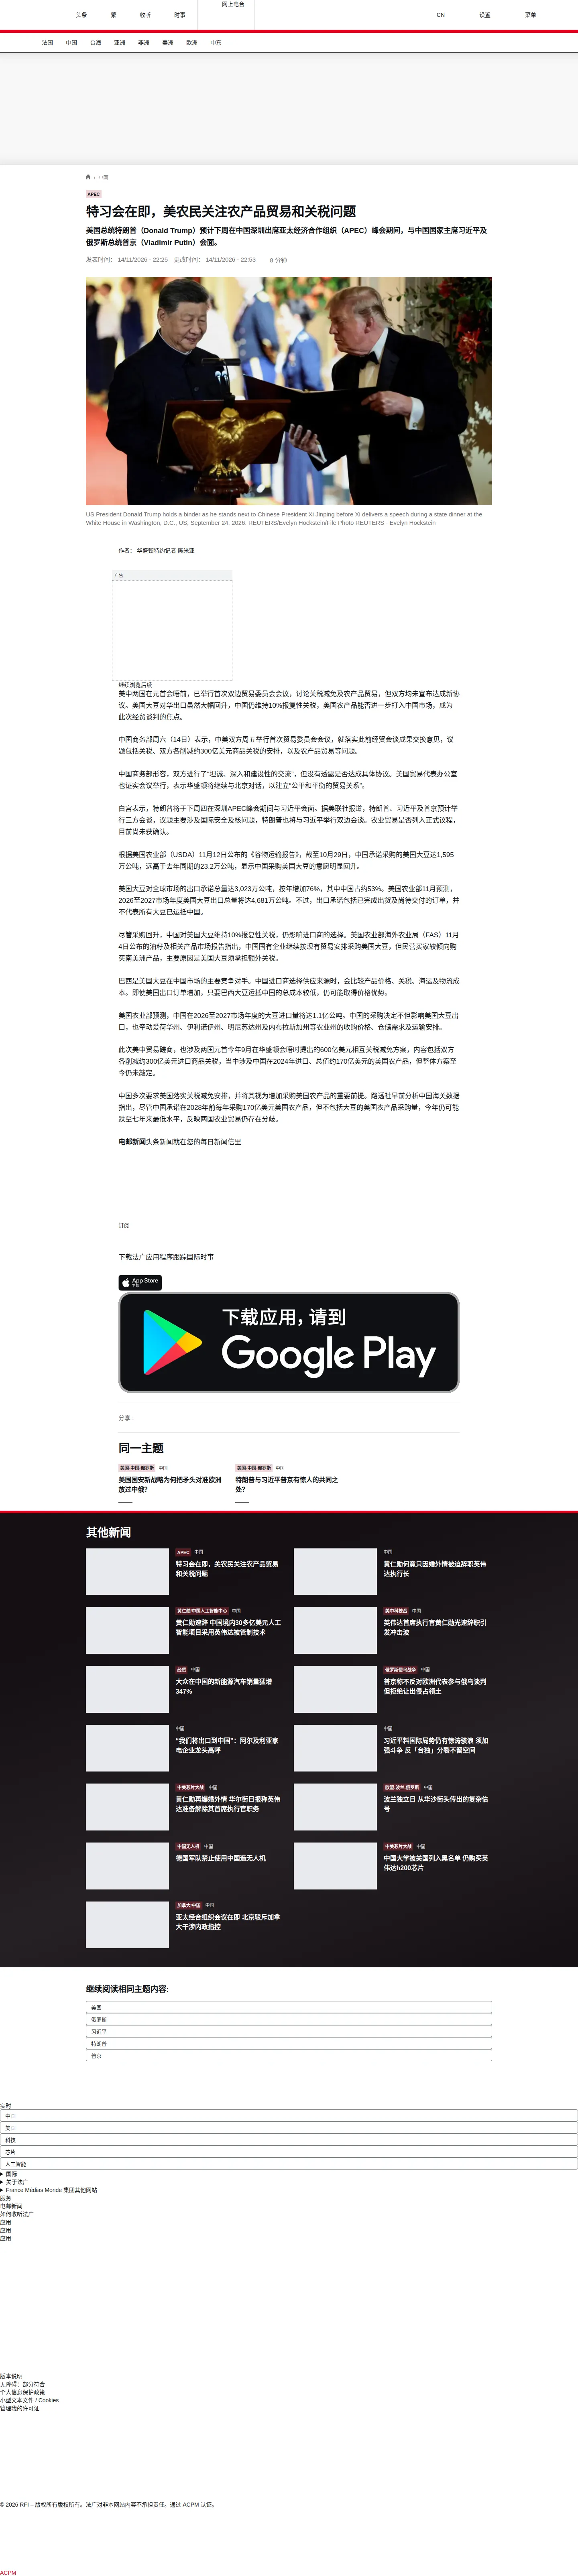 头条
繁
收听
时事
网上电台
CN
设置
菜单
法国
中国
台海
亚洲
非洲
美洲
欧洲
中东
/ 中国
APEC
特习会在即，美农民关注农产品贸易和关税问题
美国总统特朗普（Donald Trump）预计下周在中国深圳出席亚太经济合作组织（APEC）峰会期间，与中国国家主席习近平及
俄罗斯总统普京（Vladimir Putin）会面。
发表时间： 14/11/2026 - 22:25 更改时间： 14/11/2026 - 22:53
8 分钟
US President Donald Trump holds a binder as he stands next to Chinese President Xi Jinping before Xi delivers a speech during a state dinner at the
White House in Washington, D.C., US, September 24, 2026. REUTERS/Evelyn Hockstein/File Photo REUTERS - Evelyn Hockstein
作者： 华盛顿特约记者 陈米亚
广告
继续浏览后续
美中两国在元首会晤前，已举行首次双边贸易委员会会议，讨论关税减免及农产品贸易，但双方均未宣布达成新协
议。美国大豆对华出口虽然大幅回升，中国仍维持10%报复性关税，美国农产品能否进一步打入中国市场，成为
此次经贸谈判的焦点。
中国商务部周六（14日）表示，中美双方周五举行首次贸易委员会会议，就落实此前经贸会谈成果交换意见，议
题包括关税、双方各削减约300亿美元商品关税的安排，以及农产品贸易等问题。
中国商务部形容，双方进行了“坦诚、深入和建设性的交流”，但没有透露是否达成具体协议。美国贸易代表办公室
也证实会议举行，表示华盛顿将继续与北京对话，以建立“公平和平衡的贸易关系”。
白宫表示，特朗普将于下周四在深圳APEC峰会期间与习近平会面。据美联社报道，特朗普、习近平及普京预计举
行三方会谈，议题主要涉及国际安全及核问题，特朗普也将与习近平举行双边会谈。农业贸易是否列入正式议程，
目前尚未获确认。
根据美国农业部（USDA）11月12日公布的《谷物运输报告》，截至10月29日，中国承诺采购的美国大豆达1,595
万公吨，远高于去年同期的23.2万公吨，显示中国采购美国大豆的意愿明显回升。
美国大豆对全球市场的出口承诺总量达3,023万公吨，按年增加76%，其中中国占约53%。美国农业部11月预测，
2026至2027市场年度美国大豆出口总量将达4,681万公吨。不过，出口承诺包括已完成出货及尚待交付的订单，并
不代表所有大豆已运抵中国。
尽管采购回升，中国对美国大豆维持10%报复性关税，仍影响进口商的选择。美国农业部海外农业局（FAS）11月
4日公布的油籽及相关产品市场报告指出，中国国有企业继续按现有贸易安排采购美国大豆，但民营买家较倾向购
买南美洲产品，主要原因是美国大豆须承担额外关税。
巴西是美国大豆在中国市场的主要竞争对手。中国进口商选择供应来源时，会比较产品价格、关税、海运及物流成
本。即使美国出口订单增加，只要巴西大豆运抵中国的总成本较低，仍可能取得价格优势。
美国农业部预测，中国在2026至2027市场年度的大豆进口量将达1.1亿公吨。中国的采购决定不但影响美国大豆出
口，也牵动爱荷华州、伊利诺伊州、明尼苏达州及内布拉斯加州等农业州的收购价格、仓储需求及运输安排。
此次美中贸易磋商，也涉及两国元首今年9月在华盛顿会晤时提出的600亿美元相互关税减免方案，内容包括双方
各削减约300亿美元进口商品关税，当中涉及中国在2024年进口、总值约170亿美元的美国农产品，但整体方案至
今仍未敲定。
中国多次要求美国落实关税减免安排，并将其视为增加采购美国农产品的重要前提。路透社早前分析中国海关数据
指出，尽管中国承诺在2028年前每年采购170亿美元美国农产品，但不包括大豆的美国农产品采购量，今年仍可能
跌至七年来最低水平，反映两国农业贸易仍存在分歧。
电邮新闻头条新闻就在您的每日新闻信里
订阅
下载法广应用程序跟踪国际时事
App Store
下载
下载应用，请到
Google Play
分享 :
同一主题
美国-中国-俄罗斯 中国
美国国安新战略为何把矛头对准欧洲
放过中俄?
美国-中国-俄罗斯 中国
特朗普与习近平普京有惊人的共同之
处?
其他新闻
APEC 中国
特习会在即，美农民关注农产品贸易
和关税问题
中国
黄仁勋何竟只因婚外情被迫辞职英伟
达执行长
黄仁勋/中国人工智能中心 中国
黄仁勋速辞 中国境内30多亿美元人工
智能项目采用英伟达被管制技术
美中科技战 中国
英伟达首席执行官黄仁勋光速辞职引
发冲击波
经贸 中国
大众在中国的新能源汽车销量猛增
347%
俄罗斯侵乌战争 中国
普京称不反对欧洲代表参与俄乌谈判
但拒绝让出侵占领土
中国
“我们将出口到中国”：阿尔及利亚家
电企业龙头高呼
中国
习近平料国际局势仍有惊涛骇浪 须加
强斗争 反「台独」分裂不留空间
中美芯片大战 中国
黄仁勋再爆婚外情 华尔街日报称英伟
达准备解除其首席执行官职务
欧盟.波兰.俄罗斯 中国
波兰独立日 从华沙街头传出的复杂信
号
中国无人机 中国
德国军队禁止使用中国造无人机
中美芯片大战 中国
中国大学被美国列入黑名单 仍购买英
伟达h200芯片
加拿大/中国 中国
亚太经合组织会议在即 北京驳斥加拿
大干涉内政指控
继续阅读相同主题内容:
美国
俄罗斯
习近平
特朗普
普京
实时
中国
美国
科技
芯片
人工智能
国际
关于法广
France Médias Monde 集团其他网站
服务
电邮新闻
如何收听法广
应用
应用
应用
版本说明
无障碍：部分符合
个人信息保护政策
小型文本文件 / Cookies
管理我的许可证
© 2026 RFI – 版权所有版权所有。法广对非本网站内容不承担责任。通过 ACPM 认证。
ACPM